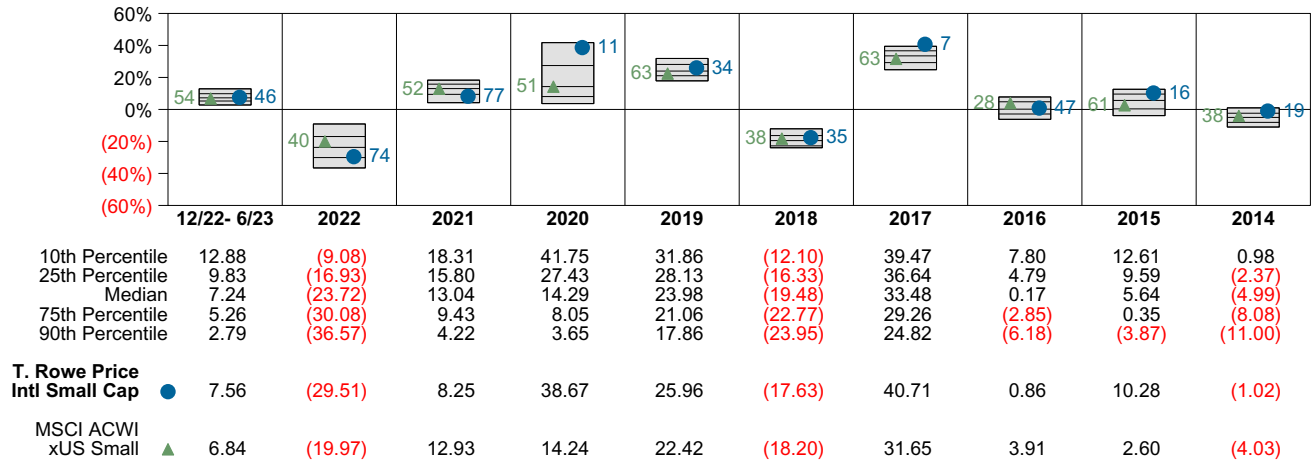 60%
40%
20%
0%
(20%)
(40%)
(60%)
54 46
40 74
52 77
51 11
63 34
38 35
63 7
28 47
61 16
38 19
12/22- 6/23 2022 2021 2020 2019 2018 2017 2016 2015 2014
10th Percentile 12.88 (9.08) 18.31 41.75 31.86 (12.10) 39.47 7.80 12.61 0.98
25th Percentile 9.83 (16.93) 15.80 27.43 28.13 (16.33) 36.64 4.79 9.59 (2.37)
Median 7.24 (23.72) 13.04 14.29 23.98 (19.48) 33.48 0.17 5.64 (4.99)
75th Percentile 5.26 (30.08) 9.43 8.05 21.06 (22.77) 29.26 (2.85) 0.35 (8.08)
90th Percentile 2.79 (36.57) 4.22 3.65 17.86 (23.95) 24.82 (6.18) (3.87) (11.00)
T. Rowe Price
Intl Small Cap 7.56 (29.51) 8.25 38.67 25.96 (17.63) 40.71 0.86 10.28 (1.02)
MSCI ACWI
xUS Small 6.84 (19.97) 12.93 14.24 22.42 (18.20) 31.65 3.91 2.60 (4.03)